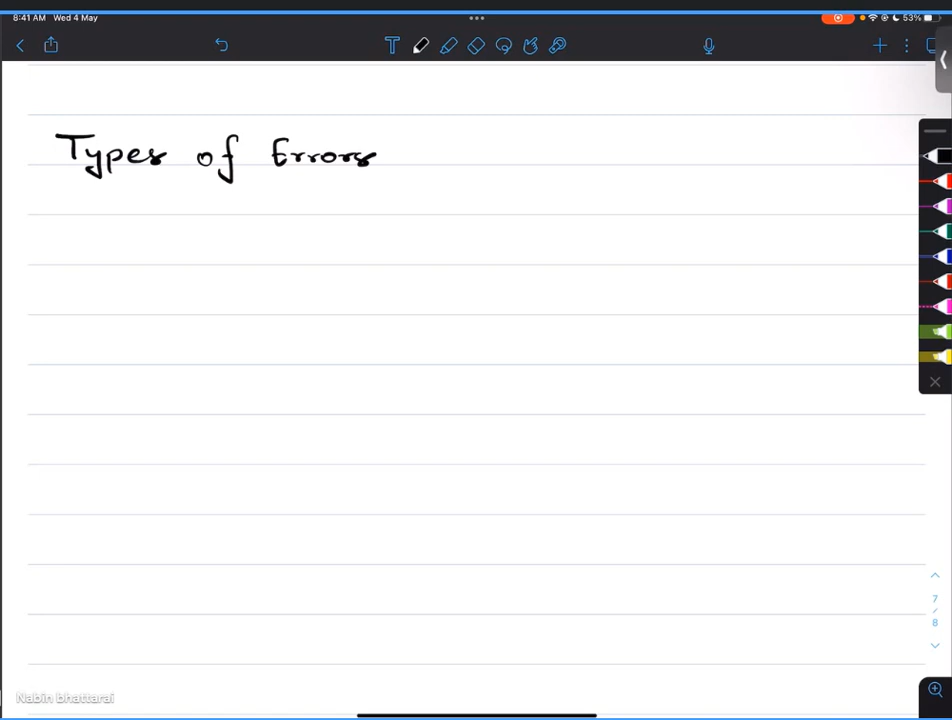 8:41 AM Wed 4 May
53%
Types of Errors
7
/
8
Nabin bhattarai